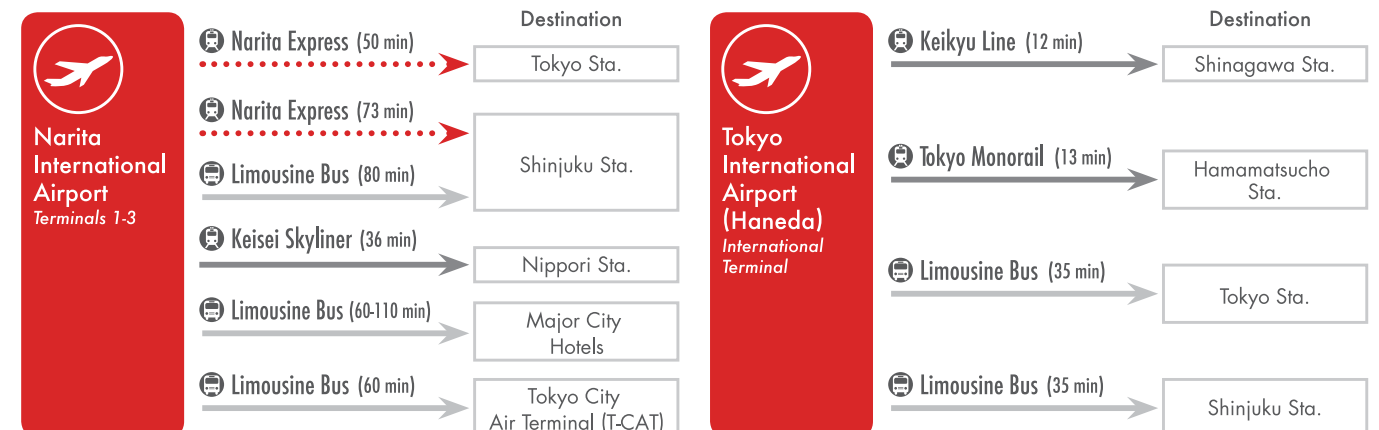 Destination
Narita Express (50 min)
Tokyo Sta.
Narita Express (73 min)
Shinjuku Sta.
Limousine Bus (80 min)
Narita
International
Airport
Terminals 1-3
Keisei Skyliner (36 min)
Nippori Sta.
Limousine Bus (60-110 min)
Major City
Hotels
Limousine Bus (60 min)
Tokyo City
Air Terminal (T-CAT)
Destination
Keikyu Line (12 min)
Shinagawa Sta.
Tokyo
International
Airport
(Haneda)
International
Terminal
Tokyo Monorail (13 min)
Hamamatsucho
Sta.
Limousine Bus (35 min)
Tokyo Sta.
Limousine Bus (35 min)
Shinjuku Sta.